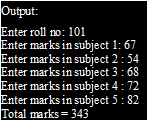 Output:
Enter roll no: 101
Enter marks in subject 1: 67
Enter marks in subject 2 : 54
Enter marks in subject 3 : 68
Enter marks in subject 4 : 72
Enter marks in subject 5 : 82
Total marks = 343